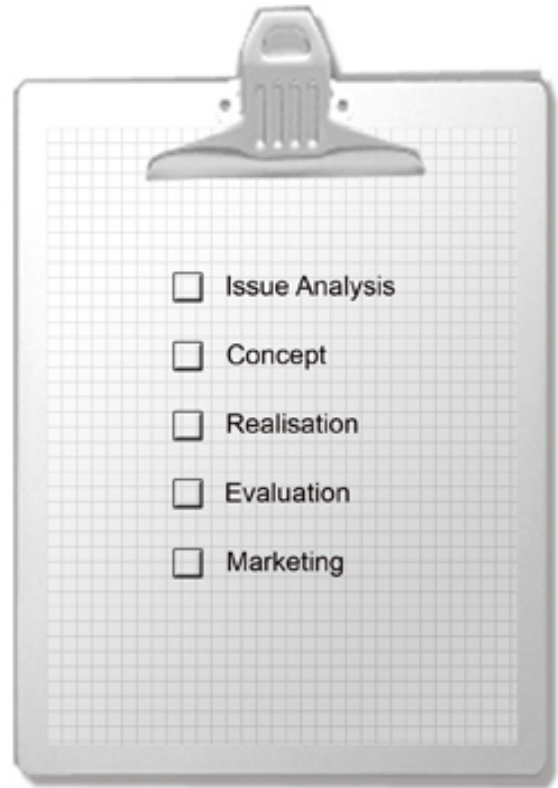 Issue Analysis
Concept
Realisation
Evaluation
Marketing